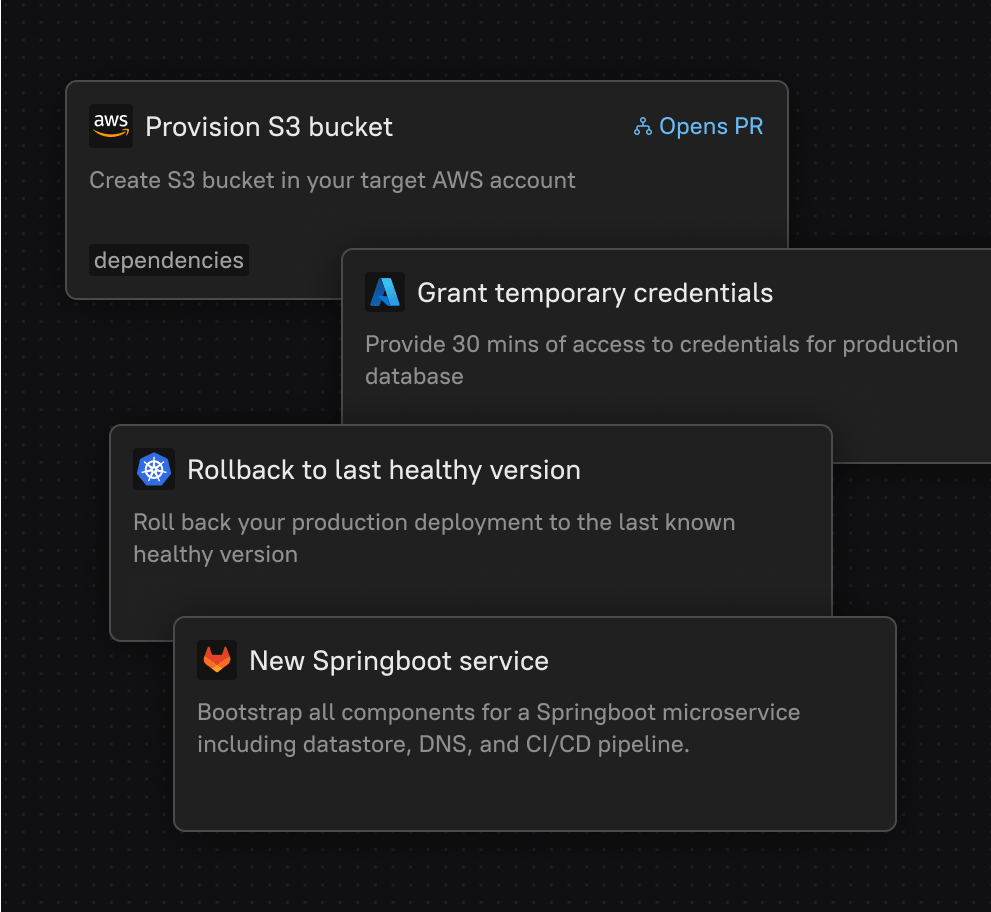 aws
Provision S3 bucket
Opens PR
Create S3 bucket in your target AWS account
dependencies
Grant temporary credentials
Provide 30 mins of access to credentials for production
database
Rollback to last healthy version
Roll back your production deployment to the last known
healthy version
New Springboot service
Bootstrap all components for a Springboot microservice
including datastore, DNS, and CI/CD pipeline.